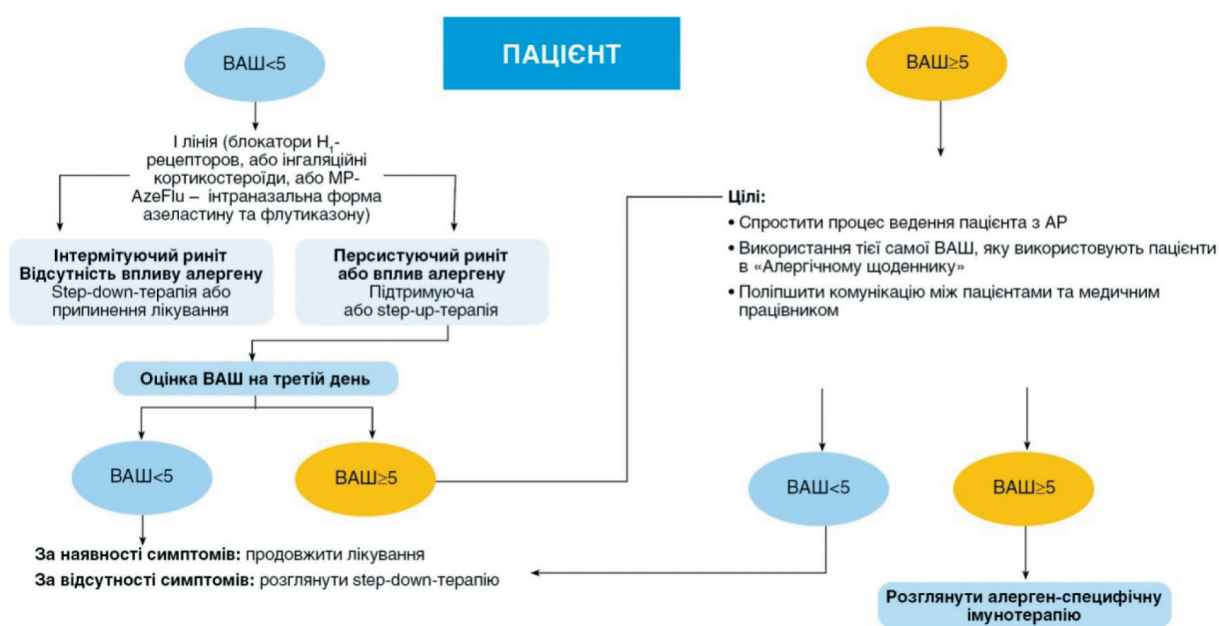 ПАЦІЄНТ
ВАШ<5
І лінія (блокатори H₁-
рецепторов, або інгаляційні
кортикостероїди, або MP-
AzeFlu – інтраназальна форма
азеластину та флутиказону)
Інтермітуючий риніт
Відсутність впливу алергену
Step-down-терапія або
припинення лікування
Персистуючий риніт
або вплив алергену
Підтримуюча
або step-up-терапія
Оцінка ВАШ на третій день
ВАШ<5
ВАШ≥5
За наявності симптомів: продовжити лікування
За відсутності симптомів: розглянути step-down-терапію
ВАШ≥5
Цілі:
• Спростити процес ведення пацієнта з АР
• Використання тієї самої ВАШ, яку використовують пацієнти
в «Алергічному щоденнику»
• Поліпшити комунікацію між пацієнтами та медичним
працівником
ВАШ<5
ВАШ≥5
Розглянути алерген-специфічну
імунотерапію